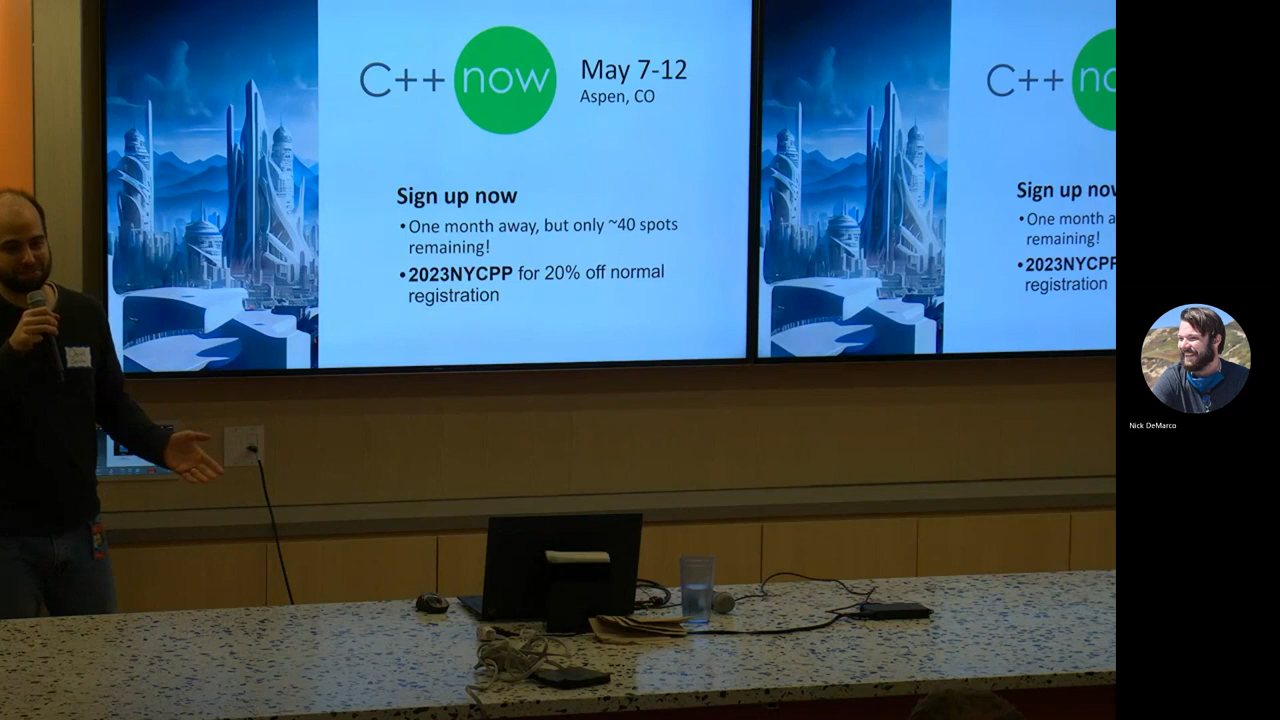 C++ now
May 7-12
Aspen, CO
Sign up now
•One month away, but only ~40 spots
remaining!
•2023NYCPP for 20% off normal
registration
C++ no
Sign up now
•One month a
remaining!
•2023NYCPP
registration
Nick DeMarco